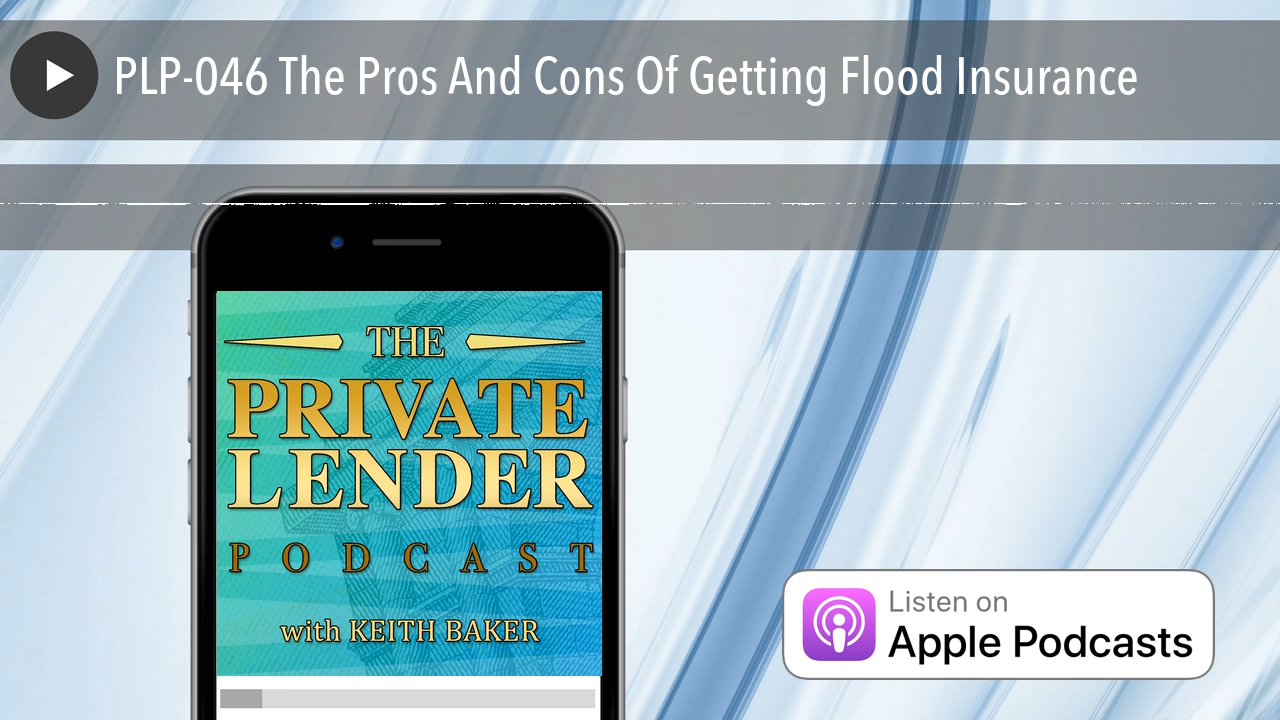 PLP-046 The Pros And Cons Of Getting Flood Insurance
THE
PRIVATE
LENDER
PODCAST
with KEITH BAKER
Listen on
Apple Podcasts